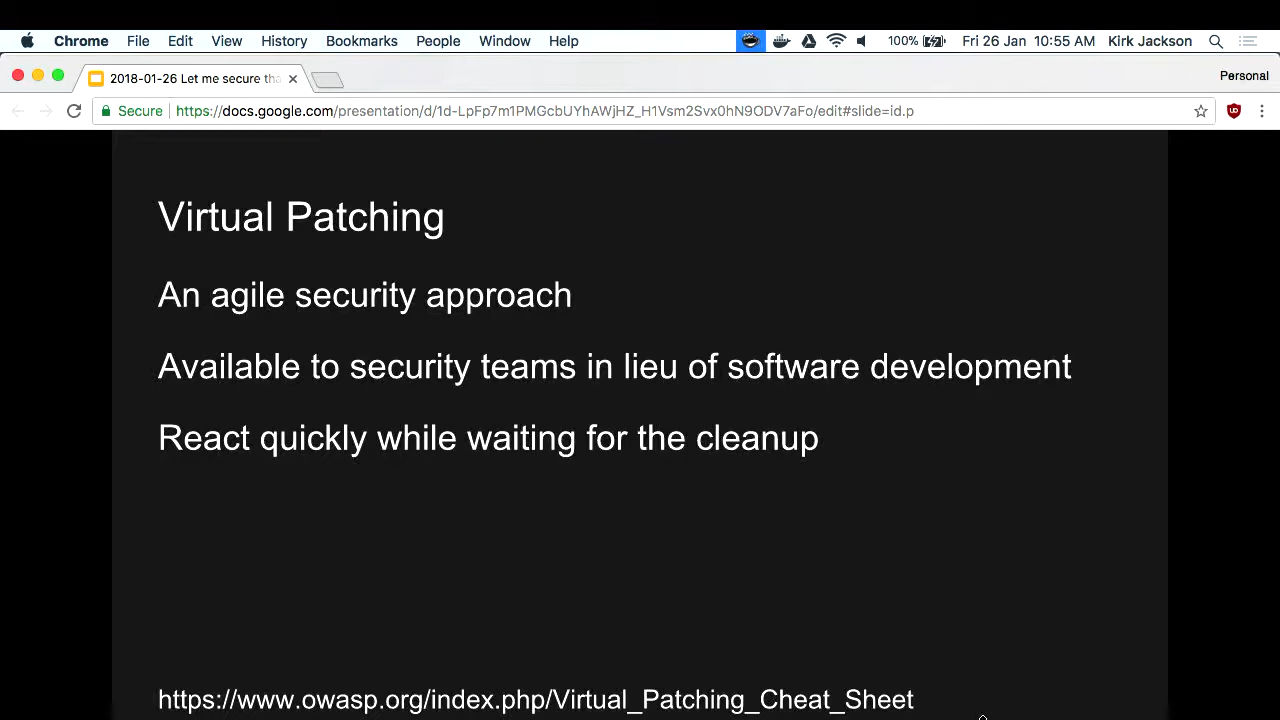 Chrome File Edit View History Bookmarks People Window Help 100% Fri 26 Jan 10:55 AM Kirk Jackson
2018-01-26 Let me secure tha
Personal
Secure https://docs.google.com/presentation/d/1d-LpFp7m1PMGcbUYhAWjHZ_H1Vsm2Svx0hN9ODV7aFo/edit#slide=id.p
Virtual Patching
An agile security approach
Available to security teams in lieu of software development
React quickly while waiting for the cleanup
https://www.owasp.org/index.php/Virtual_Patching_Cheat_Sheet